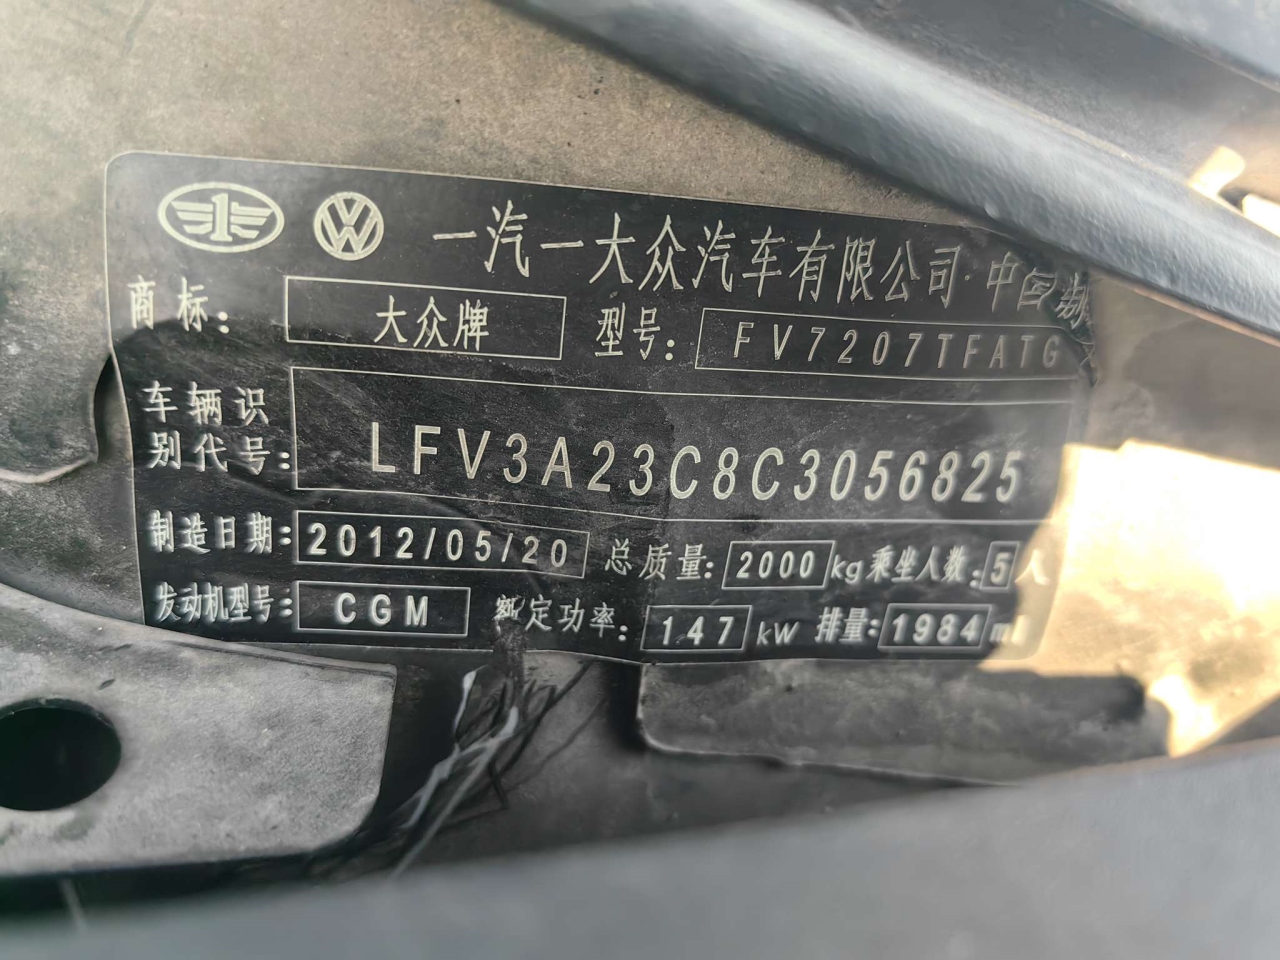 一汽一大众汽车有限公司·中国制
商标: 大众牌 型号: FV7207TFATG
车辆识别代号: LFV3A23C8C3056825
制造日期: 2012/05/20 总质量: 2000 kg 乘坐人数: 5 人
发动机型号: CGM 额定功率: 147 kW 排量: 1984 ml